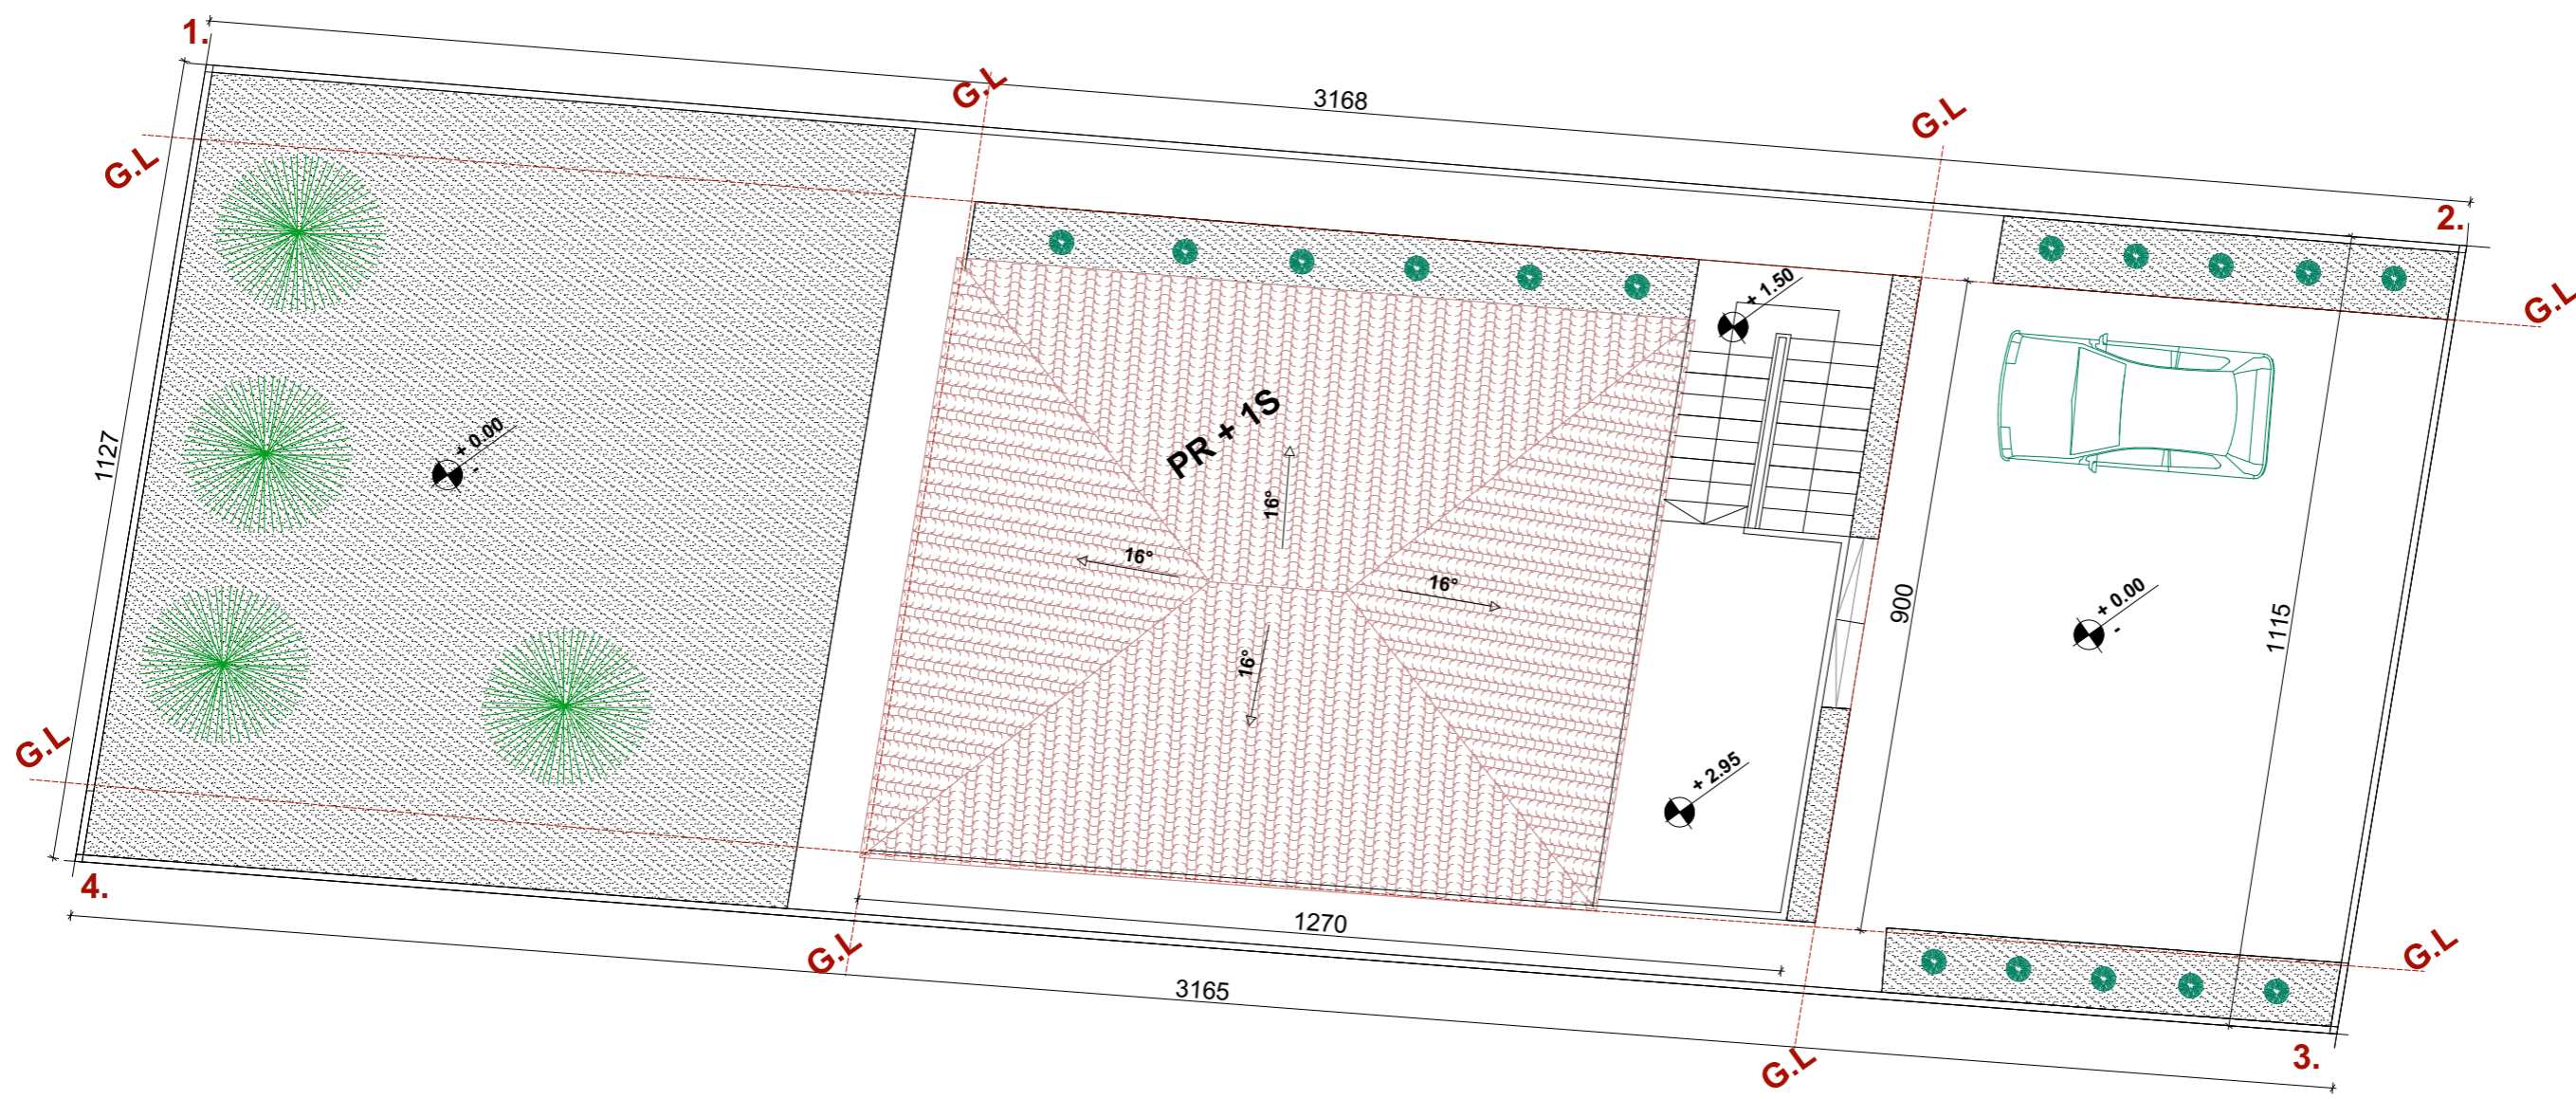 1.
3168
G.L
G.L
G.L
2.
G.L
+ 1.50
PR + 1S
+ 0.00
-
1127
16°
16°
16°
16°
900
+ 0.00
-
1115
+ 2.95
G.L
4.
1270
G.L
3165
G.L
G.L
3.